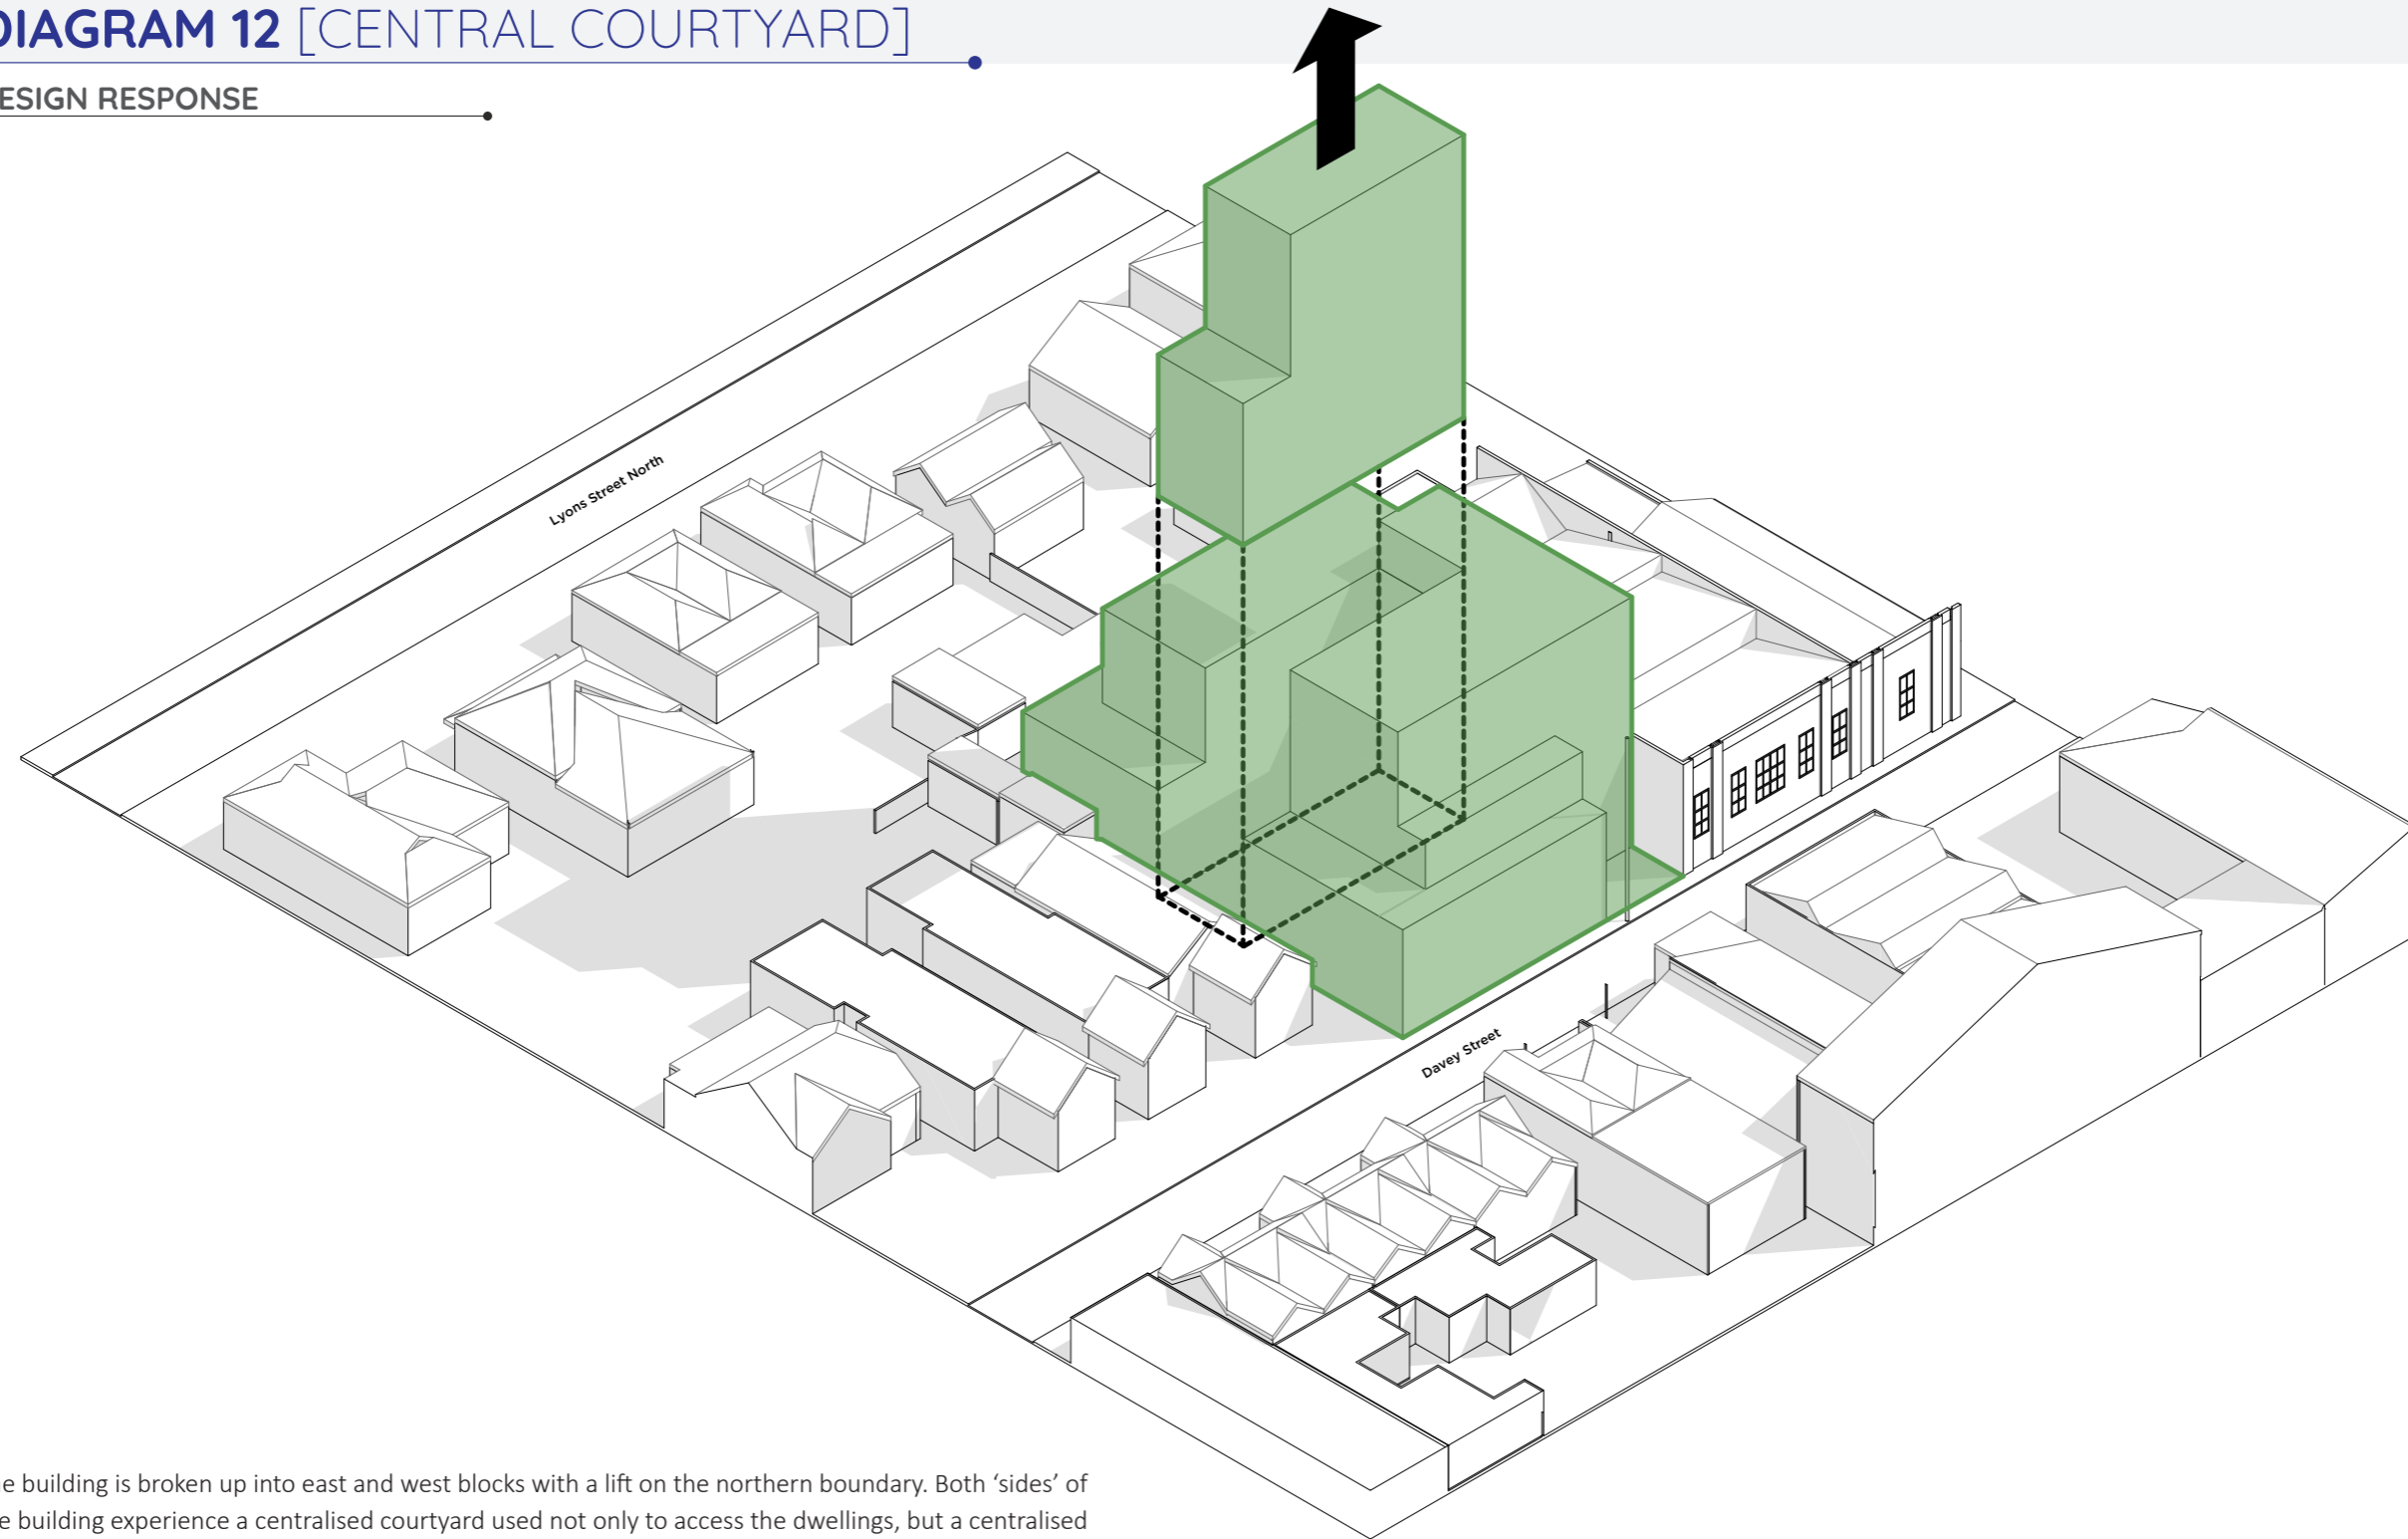 DIAGRAM 12 [CENTRAL COURTYARD]
ESIGN RESPONSE
Lyons Street North
Davey Street
e building is broken up into east and west blocks with a lift on the northern boundary. Both ‘sides’ of
e building experience a centralised courtyard used not only to access the dwellings, but a centralised